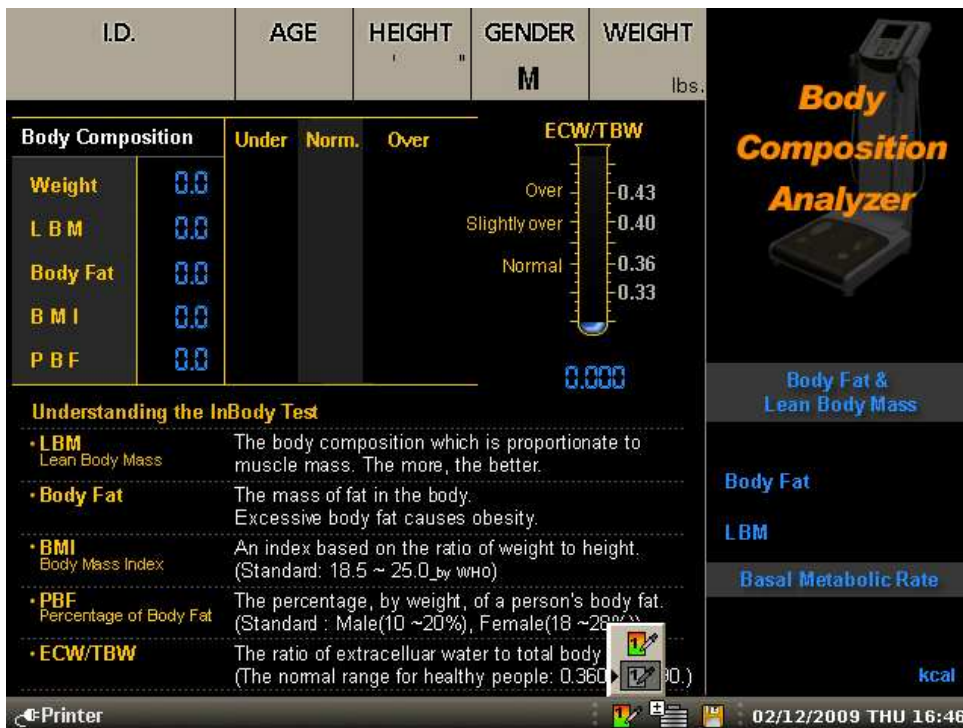 I.D.
AGE
HEIGHT
GENDER
WEIGHT
' "
M
lbs.
Body Composition
Under Norm. Over
ECW/TBW
Weight 0.0
L B M 0.0
Body Fat 0.0
B M I 0.0
P B F 0.0
Over 0.43
Slightly over 0.40
Normal 0.36
0.33
0.000
Body
Composition
Analyzer
Body Fat &
Lean Body Mass
Body Fat
LBM
Basal Metabolic Rate
kcal
Understanding the InBody Test
• LBM
Lean Body Mass
The body composition which is proportionate to
muscle mass. The more, the better.
• Body Fat
The mass of fat in the body.
Excessive body fat causes obesity.
• BMI
Body Mass Index
An index based on the ratio of weight to height.
(Standard: 18.5 ~ 25.0_by WHO)
• PBF
Percentage of Body Fat
The percentage, by weight, of a person's body fat.
(Standard : Male(10 ~20%), Female(18 ~28%))
• ECW/TBW
The ratio of extracelluar water to total body
(The normal range for healthy people: 0.360 90.)
Printer
02/12/2009 THU 16:46